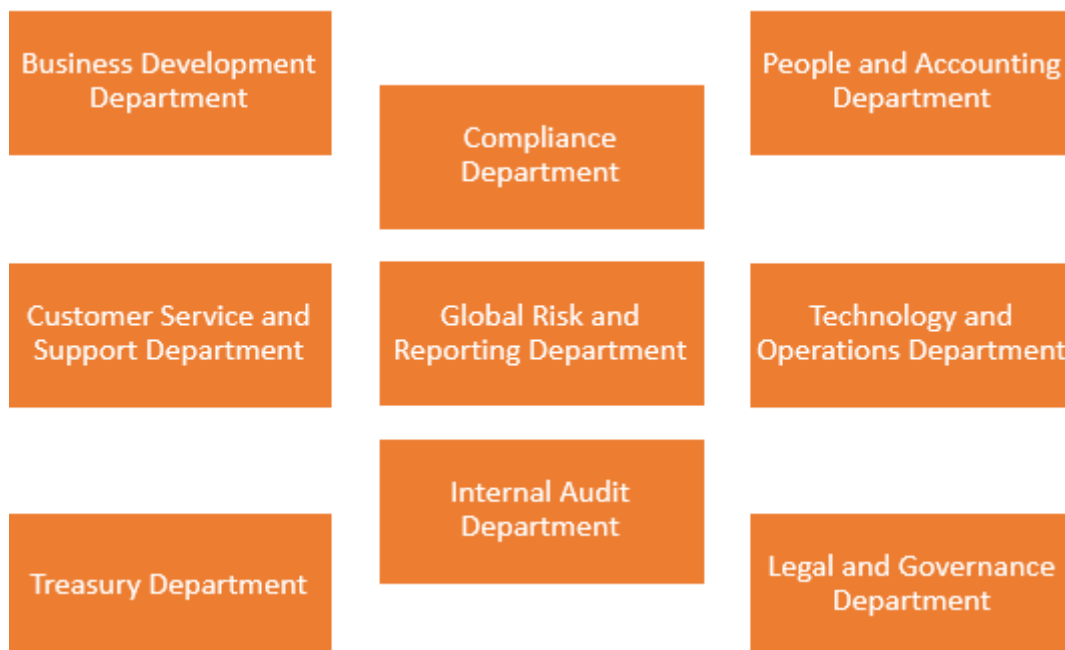 Business Development
Department
People and Accounting
Department
Compliance
Department
Customer Service and
Support Department
Global Risk and
Reporting Department
Technology and
Operations Department
Internal Audit
Department
Treasury Department
Legal and Governance
Department